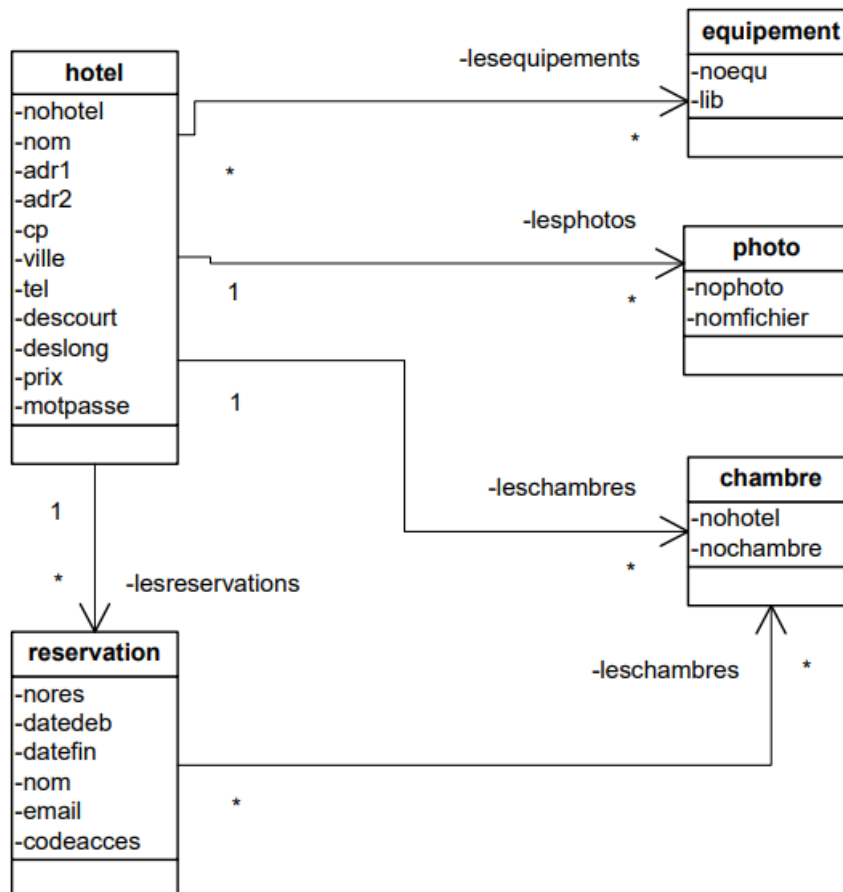 hotel
-nohotel
-nom
-adr1
-adr2
-cp
-ville
-tel
-descourt
-deslong
-prix
-motpasse
-lesequipements
*
*
equipement
-noequ
-lib
-lesphotos
1
*
photo
-nophoto
-nomfichier
1
-leschambres
*
chambre
-nohotel
-nochambre
1
*
-lesreservations
reservation
-nores
-datedeb
-datefin
-nom
-email
-codeacces
-leschambres
*
*